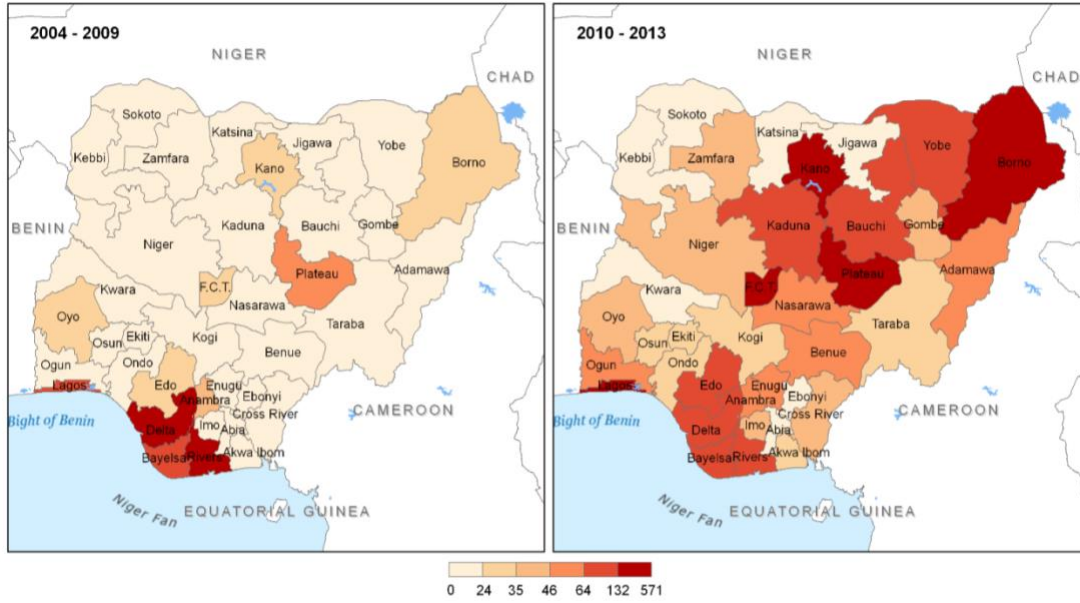 2004 - 2009
NIGER
CHAD
Sokoto
Katsina
Jigawa
Yobe
Borno
Kebbi
Zamfara
Kano
BENIN
Kaduna
Bauchi
Gombe
Niger
Plateau
Adamawa
Kwara
F.C.T.
Nasarawa
Oyo
Taraba
Osun
Ekiti
Kogi
Benue
Ogun
Ondo
Lagos
Edo
Enugu
Anambra
Ebonyi
Cross River
CAMEROON
Bight of Benin
Delta
Imo
Abia
Bayelsa
Rivers
Akwa Ibom
Niger Fan
EQUATORIAL GUINEA
2010 - 2013
NIGER
CHAD
Sokoto
Katsina
Jigawa
Yobe
Borno
Kebbi
Zamfara
Kano
BENIN
Kaduna
Bauchi
Gombe
Niger
Plateau
Adamawa
Kwara
F.C.T.
Nasarawa
Oyo
Taraba
Osun
Ekiti
Kogi
Benue
Ogun
Ondo
Lagos
Edo
Enugu
Anambra
Ebonyi
Cross River
CAMEROON
Bight of Benin
Delta
Imo
Abia
Bayelsa
Rivers
Akwa Ibom
Niger Fan
EQUATORIAL GUINEA
0 24 35 46 64 132 571